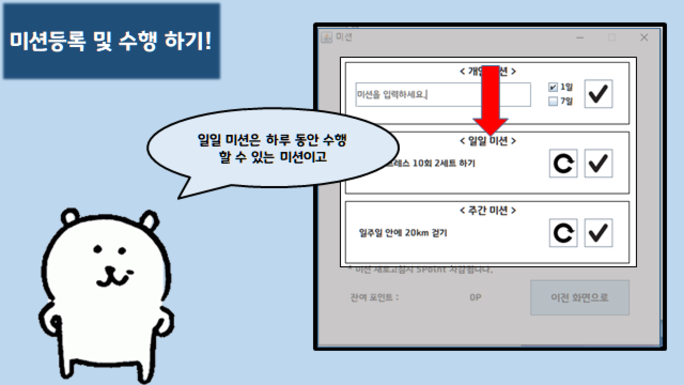 미션등록 및 수행 하기!
미션
< 개인 미션 >
미션을 입력하세요.
1일
7일
일일 미션은 하루 동안 수행
할 수 있는 미션이고
< 일일 미션 >
10회 2세트 하기
< 주간 미션 >
일주일 안에 20km 걷기
* 미션 새로고침시 5Point 차감됩니다.
잔여 포인트 :
0P
이전 화면으로